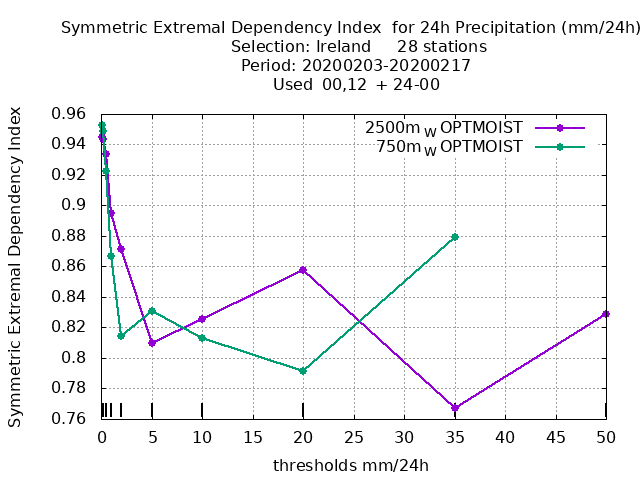 Symmetric Extremal Dependency Index  for 24h Precipitation (mm/24h)
Selection: Ireland     28 stations
Period: 20200203-20200217
Used  00,12  + 24-00
Symmetric Extremal Dependency Index
0.96
0.94
0.92
0.9
0.88
0.86
0.84
0.82
0.8
0.78
0.76
2500m W OPTMOIST
750m W OPTMOIST
0 5 10 15 20 25 30 35 40 45 50
thresholds mm/24h